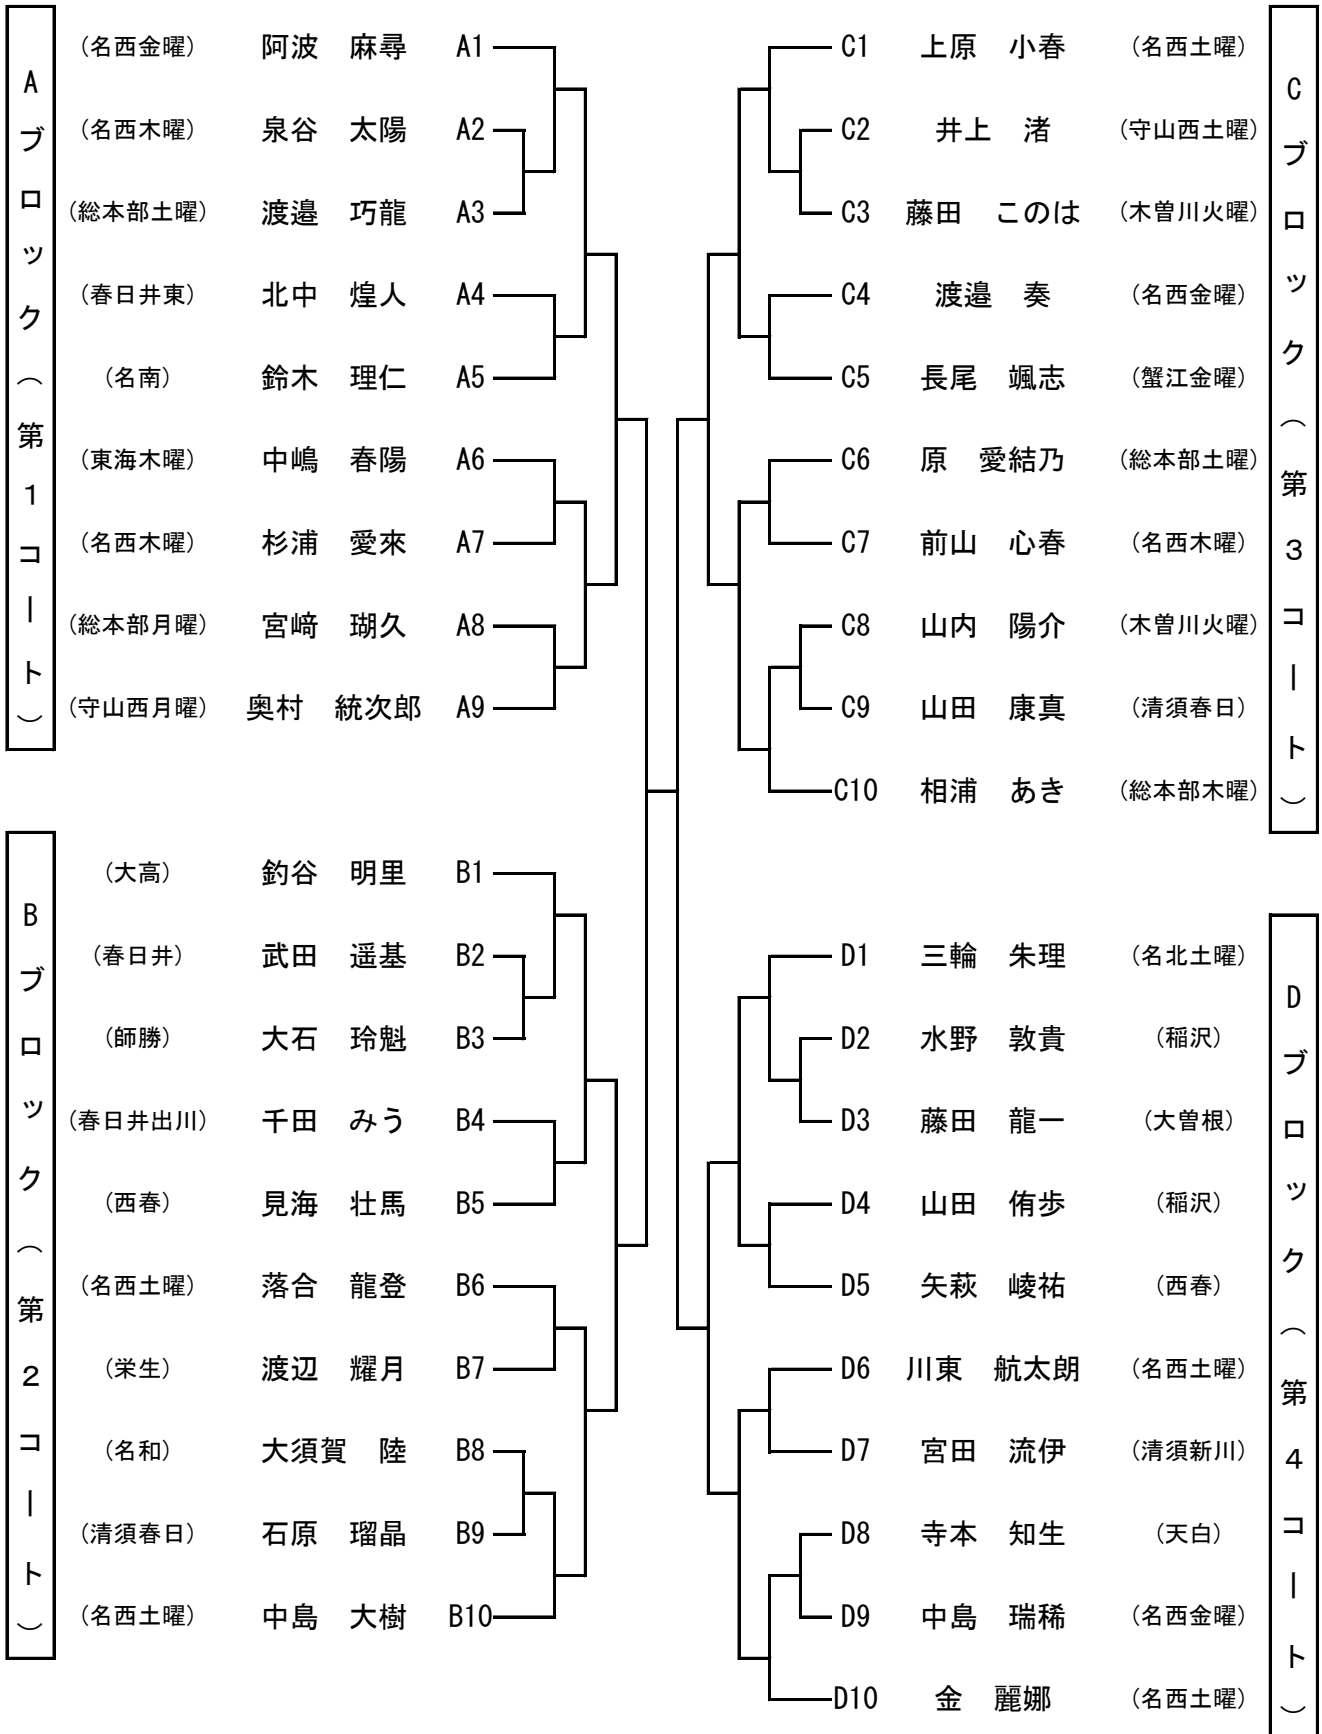 Aブロック（第1コート）
（名西金曜） 阿波　麻尋 A1
（名西木曜） 泉谷　太陽 A2
（総本部土曜） 渡邉　巧龍 A3
（春日井東） 北中　煌人 A4
（名南） 鈴木　理仁 A5
（東海木曜） 中嶋　春陽 A6
（名西木曜） 杉浦　愛來 A7
（総本部月曜） 宮﨑　瑚久 A8
（守山西月曜） 奥村　統次郎 A9
Bブロック（第2コート）
（大高） 釣谷　明里 B1
（春日井） 武田　遥基 B2
（師勝） 大石　玲魁 B3
（春日井出川） 千田　みう B4
（西春） 見海　壮馬 B5
（名西土曜） 落合　龍登 B6
（栄生） 渡辺　耀月 B7
（名和） 大須賀　陸 B8
（清須春日） 石原　瑠晶 B9
（名西土曜） 中島　大樹 B10
Cブロック（第3コート）
C1 上原　小春 （名西土曜）
C2 井上　渚 （守山西土曜）
C3 藤田　このは （木曽川火曜）
C4 渡邉　奏 （名西金曜）
C5 長尾　颯志 （蟹江金曜）
C6 原　愛結乃 （総本部土曜）
C7 前山　心春 （名西木曜）
C8 山内　陽介 （木曽川火曜）
C9 山田　康真 （清須春日）
C10 相浦　あき （総本部木曜）
Dブロック（第4コート）
D1 三輪　朱理 （名北土曜）
D2 水野　敦貴 （稲沢）
D3 藤田　龍一 （大曽根）
D4 山田　侑歩 （稲沢）
D5 矢萩　崚祐 （西春）
D6 川東　航太朗 （名西土曜）
D7 宮田　流伊 （清須新川）
D8 寺本　知生 （天白）
D9 中島　瑞稀 （名西金曜）
D10 金　麗娜 （名西土曜）